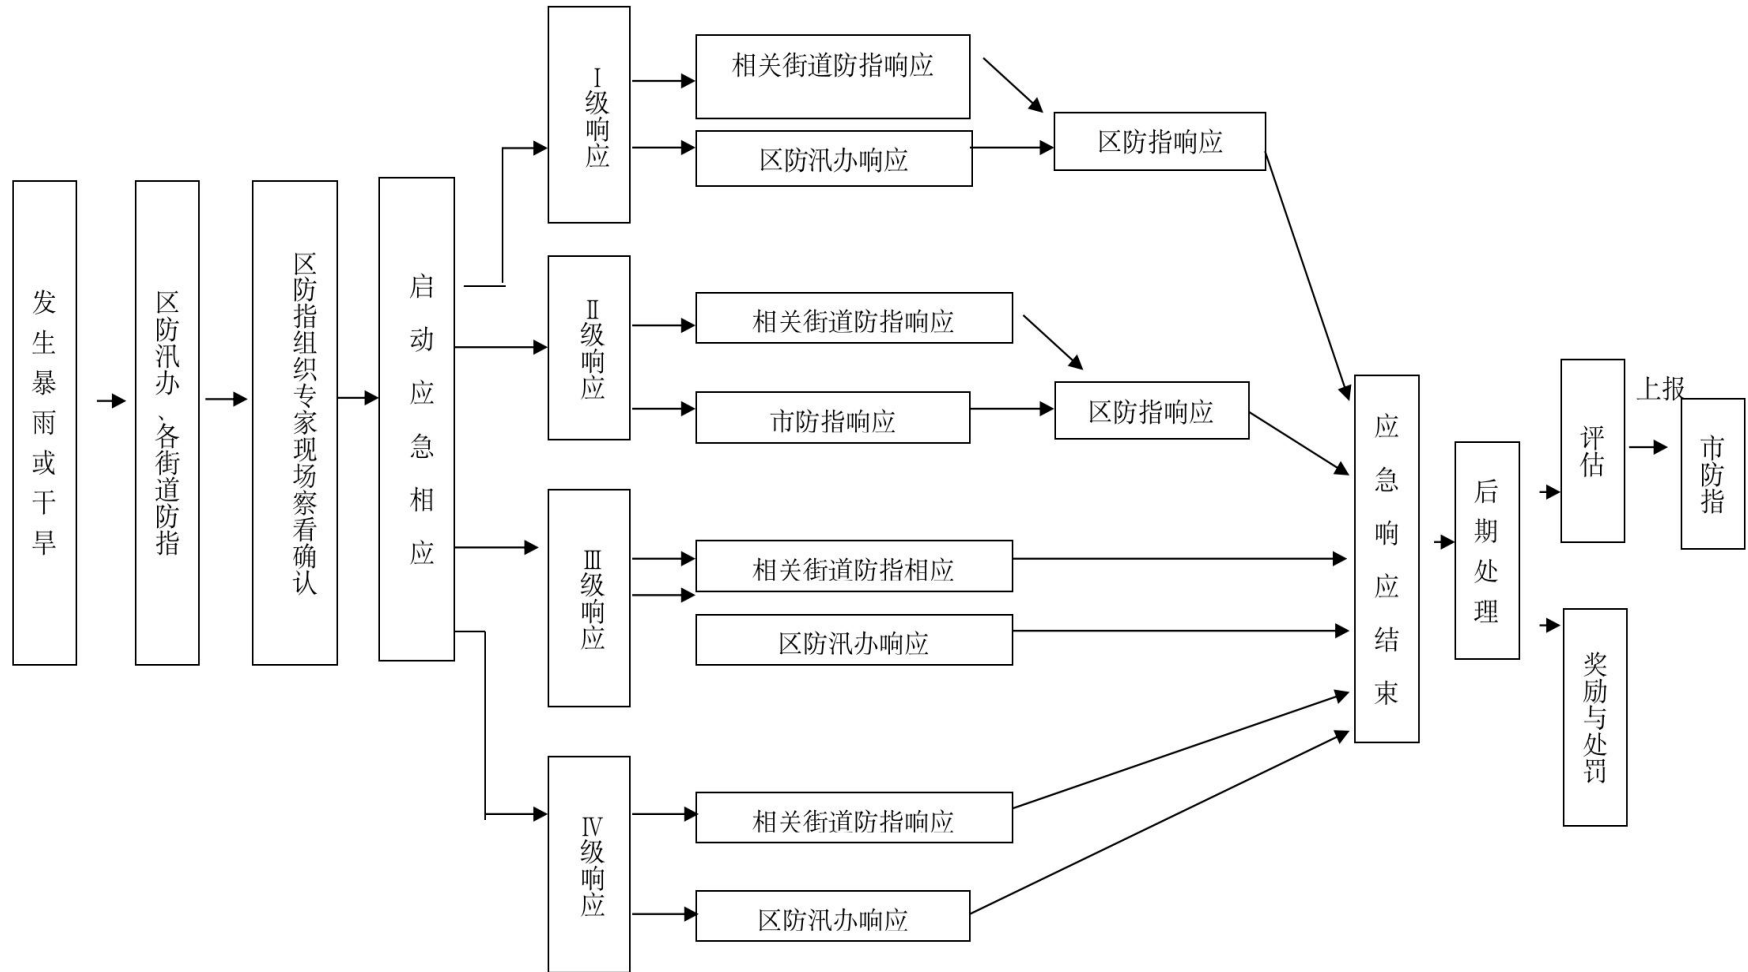 发生暴雨或干旱
区防汛办、各街道防指
区防指组织专家现场察看确认
启动应急相应
Ⅰ级响应
相关街道防指响应
区防汛办响应
区防指响应
Ⅱ级响应
相关街道防指响应
市防指响应
区防指响应
Ⅲ级响应
相关街道防指相应
区防汛办响应
Ⅳ级响应
相关街道防指响应
区防汛办响应
应急响应结束
后期处理
评估
上报
市防指
奖励与处罚